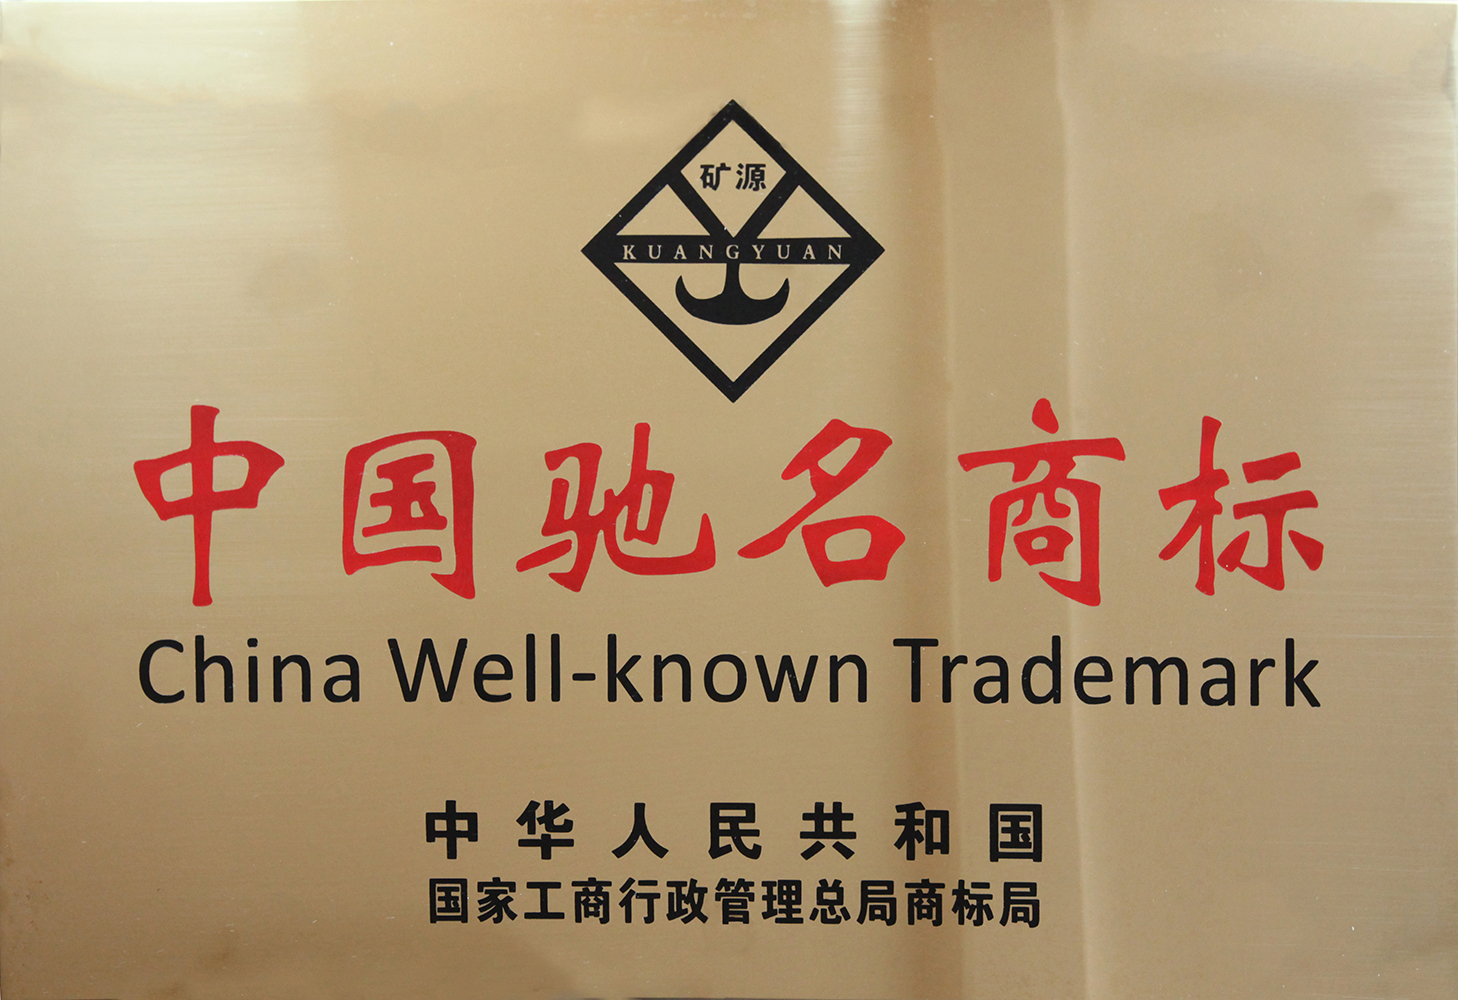 矿源
KUANGYUAN
中国驰名商标
China Well-known Trademark
中华人民共和国
国家工商行政管理总局商标局